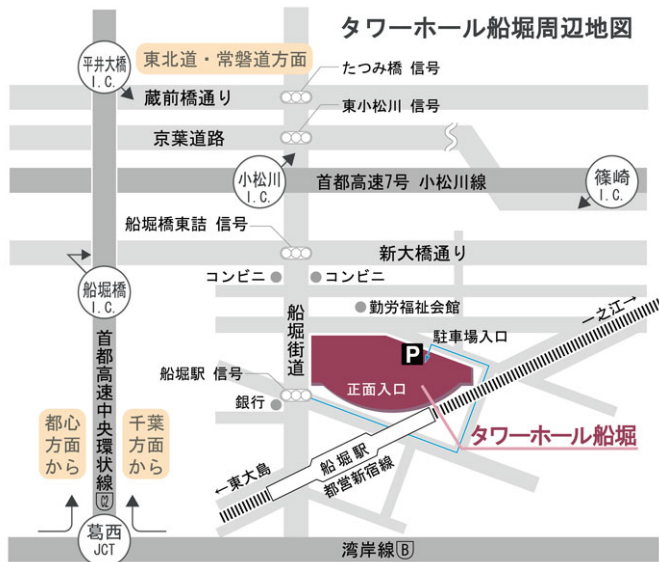 タワーホール船堀周辺地図
平井大橋
I.C.
東北道・常磐道方面
たつみ橋 信号
蔵前橋通り
東小松川 信号
京葉道路
小松川
I.C.
首都高速7号 小松川線
篠崎
I.C.
船堀橋東詰 信号
新大橋通り
コンビニ
コンビニ
船堀橋
I.C.
勤労福祉会館
一之江→
船堀街道
P
駐車場入口
首都高速中央環状線
C2
船堀駅 信号
正面入口
銀行
タワーホール船堀
都心
方面
から
千葉
方面
から
船堀駅
都営新宿線
←東大島
葛西
JCT
湾岸線 B